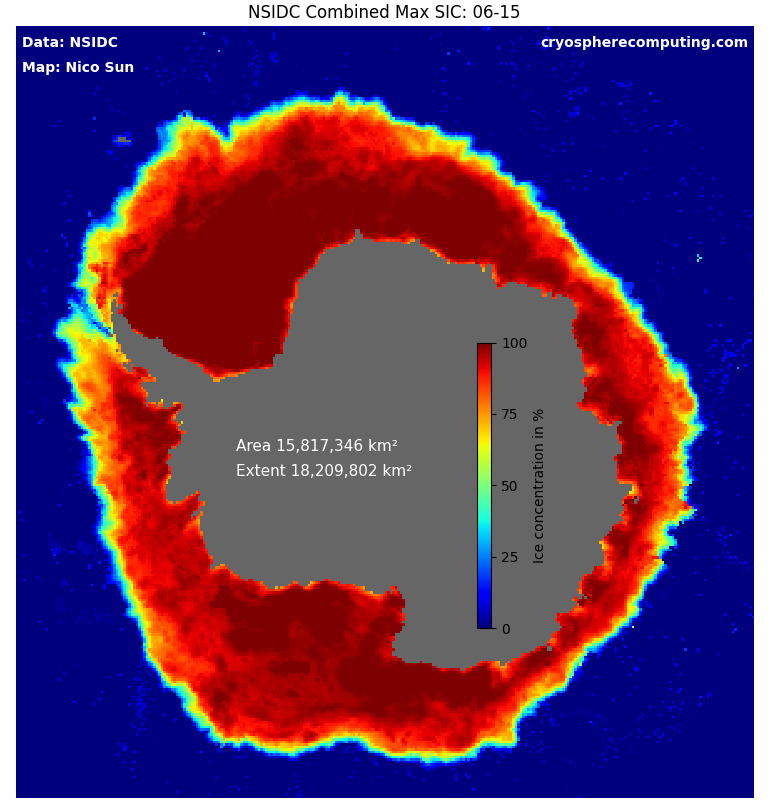 NSIDC Combined Max SIC: 06-15
Data: NSIDC
cryospherecomputing.com
Map: Nico Sun
Area 15,817,346 km²
Extent 18,209,802 km²
100
75
50
25
0
Ice concentration in %